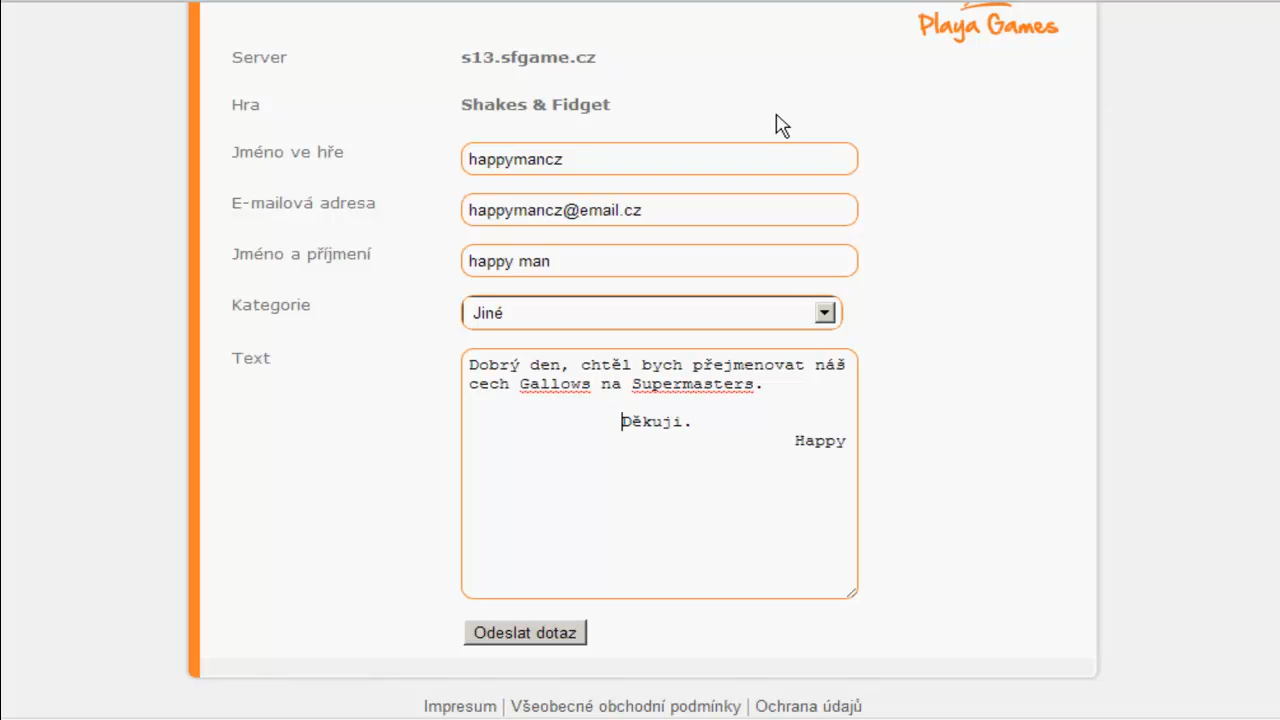 Playa Games
Server s13.sfgame.cz
Hra Shakes & Fidget
Jméno ve hře happymancz
E-mailová adresa happymancz@email.cz
Jméno a příjmení happy man
Kategorie Jiné
Text Dobrý den, chtěl bych přejmenovat náš
cech Gallows na Supermasters.
Děkuji.
Happy
Odeslat dotaz
Impresum | Všeobecné obchodní podmínky | Ochrana údajů